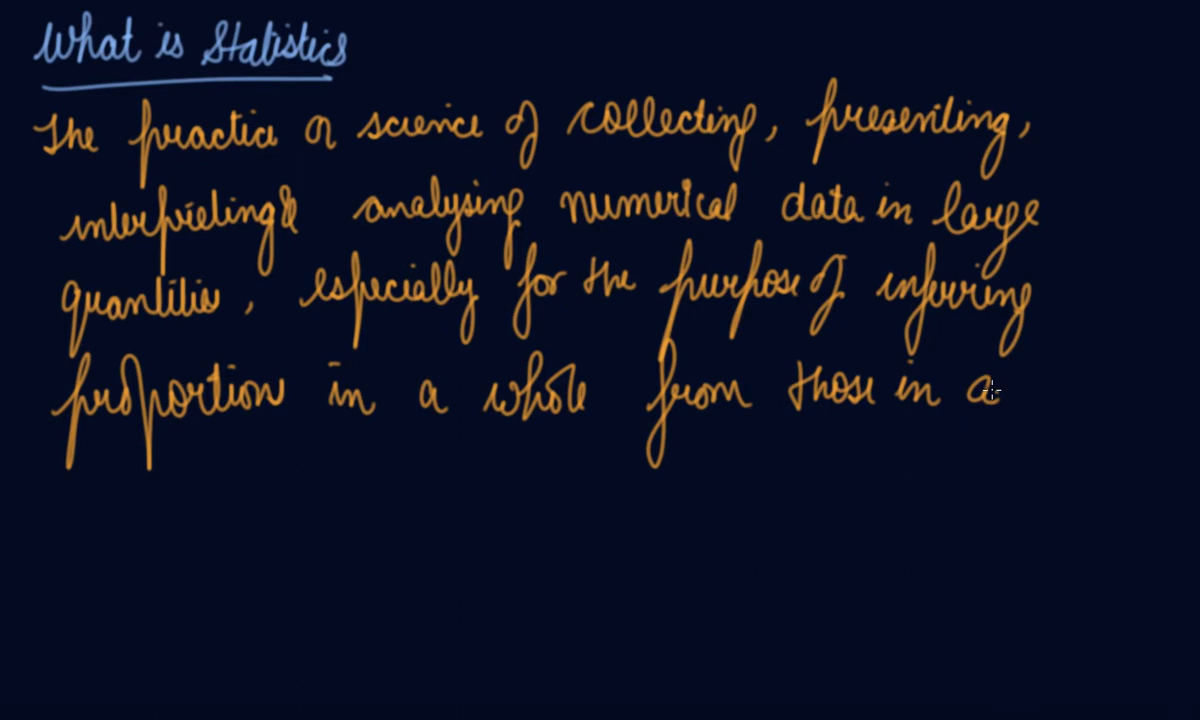 What is Statistics
The practice or science of collecting, presenting,
interpreting & analysing numerical data in large
quantities, especially for the purpose of inferring
proportion in a whole from those in a